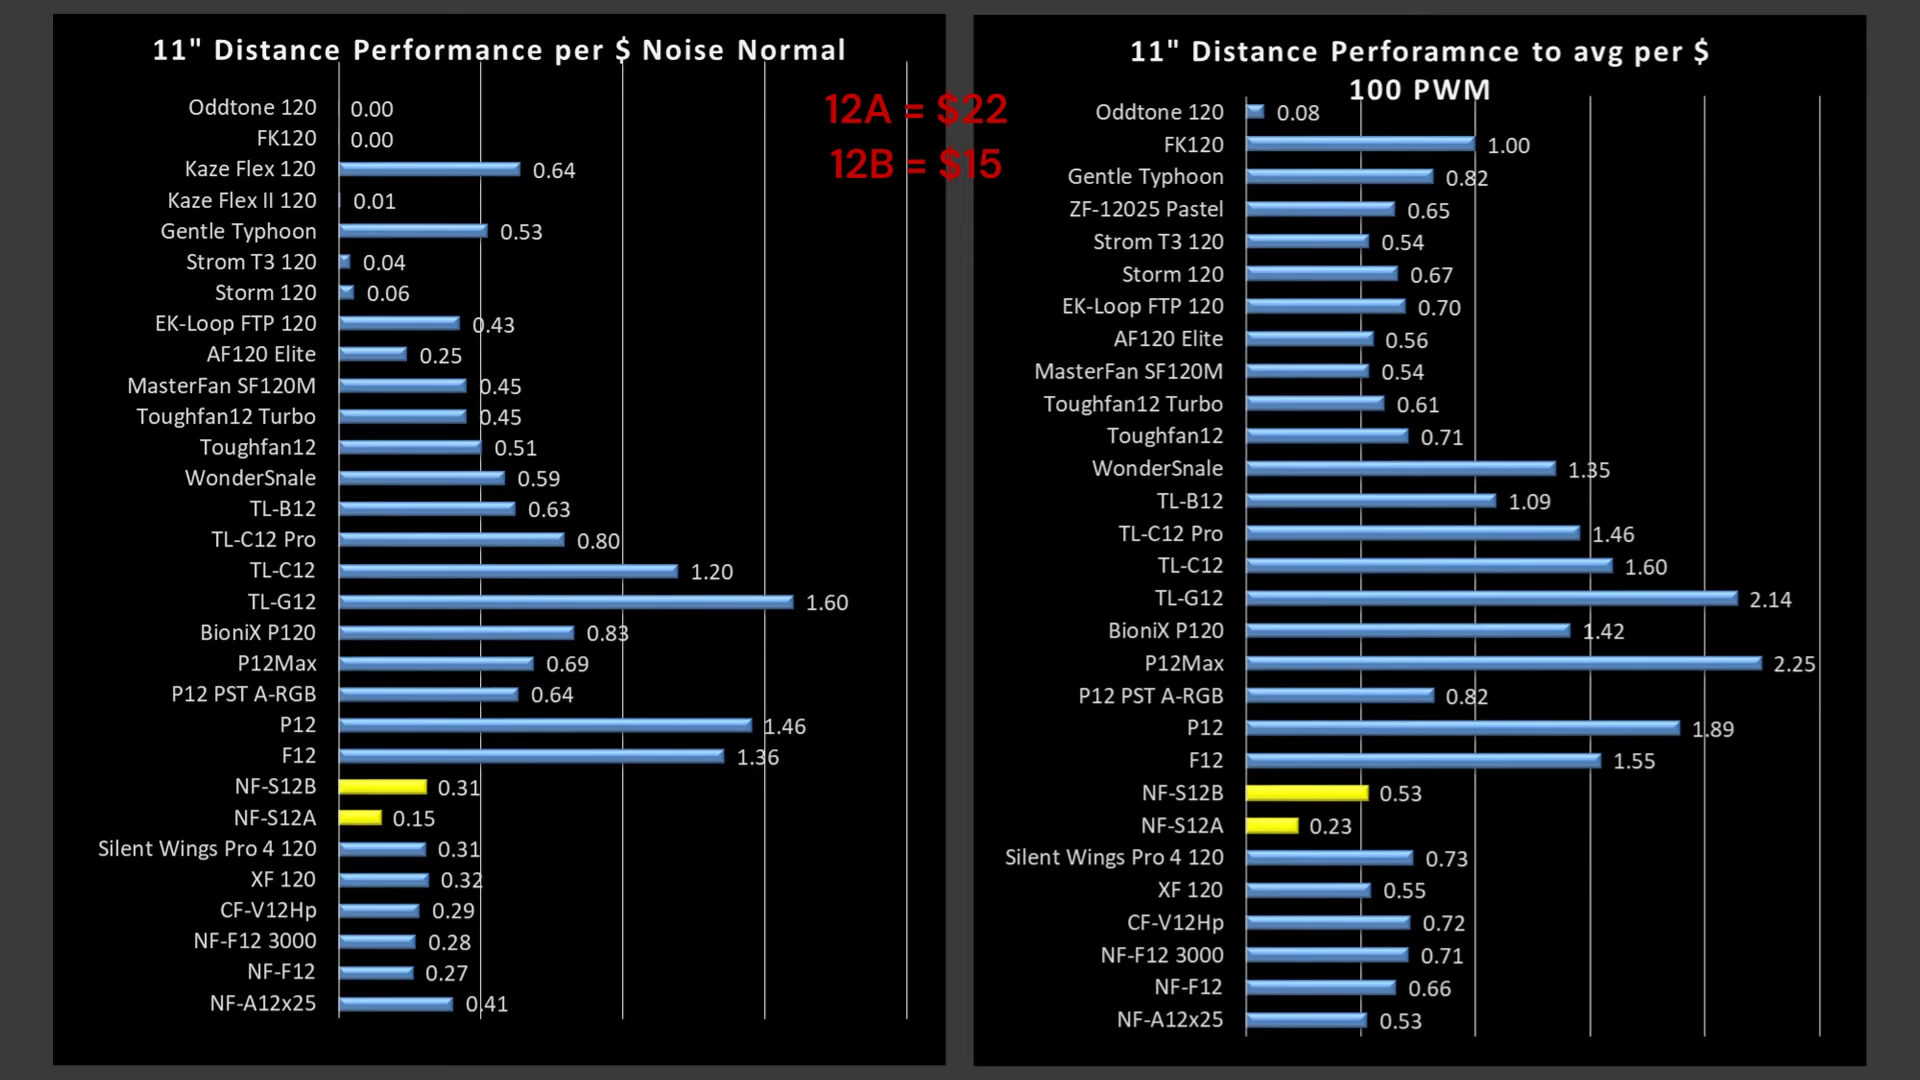 11" Distance Performance per $ Noise Normal
Oddtone 120 0.00
FK120 0.00
Kaze Flex 120 0.64
Kaze Flex II 120 0.01
Gentle Typhoon 0.53
Strom T3 120 0.04
Storm 120 0.06
EK-Loop FTP 120 0.43
AF120 Elite 0.25
MasterFan SF120M 0.45
Toughfan12 Turbo 0.45
Toughfan12 0.51
WonderSnale 0.59
TL-B12 0.63
TL-C12 Pro 0.80
TL-C12 1.20
TL-G12 1.60
BioniX P120 0.83
P12Max 0.69
P12 PST A-RGB 0.64
P12 1.46
F12 1.36
NF-S12B 0.31
NF-S12A 0.15
Silent Wings Pro 4 120 0.31
XF 120 0.32
CF-V12Hp 0.29
NF-F12 3000 0.28
NF-F12 0.27
NF-A12x25 0.41
12A = $22
12B = $15
11" Distance Perforamnce to avg per $
100 PWM
Oddtone 120 0.08
FK120 1.00
Gentle Typhoon 0.82
ZF-12025 Pastel 0.65
Strom T3 120 0.54
Storm 120 0.67
EK-Loop FTP 120 0.70
AF120 Elite 0.56
MasterFan SF120M 0.54
Toughfan12 Turbo 0.61
Toughfan12 0.71
WonderSnale 1.35
TL-B12 1.09
TL-C12 Pro 1.46
TL-C12 1.60
TL-G12 2.14
BioniX P120 1.42
P12Max 2.25
P12 PST A-RGB 0.82
P12 1.89
F12 1.55
NF-S12B 0.53
NF-S12A 0.23
Silent Wings Pro 4 120 0.73
XF 120 0.55
CF-V12Hp 0.72
NF-F12 3000 0.71
NF-F12 0.66
NF-A12x25 0.53